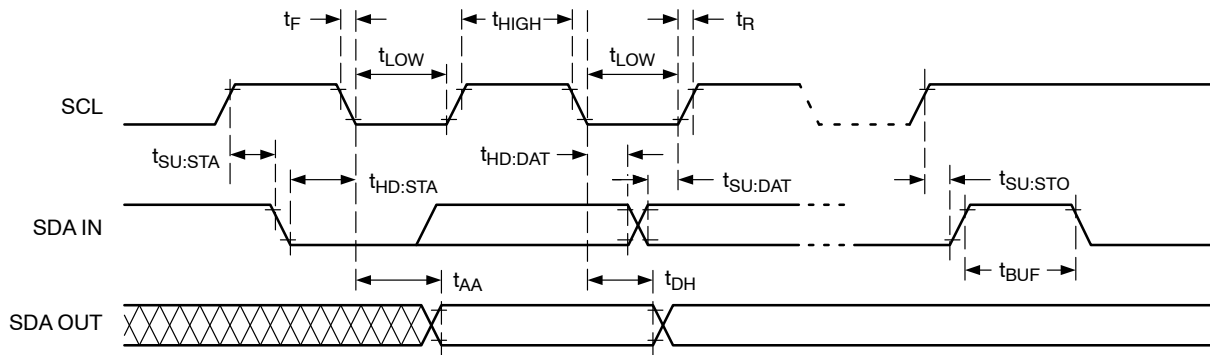 tF
tHIGH
tR
tLOW
tLOW
SCL
tSU:STA
tHD:STA
tHD:DAT
tSU:DAT
tSU:STO
SDA IN
tAA
tDH
tBUF
SDA OUT